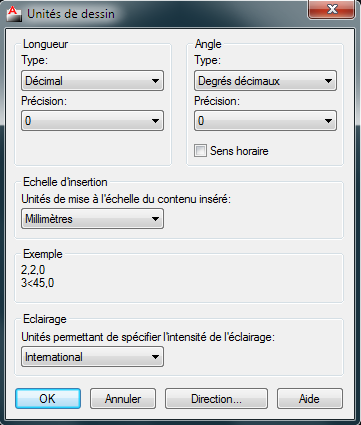 Unités de dessin
Longueur
Type:
Décimal
Précision:
0
Angle
Type:
Degrés décimaux
Précision:
0
Sens horaire
Echelle d'insertion
Unités de mise à l'échelle du contenu inséré:
Millimètres
Exemple
2,2,0
3<45,0
Eclairage
Unités permettant de spécifier l'intensité de l'éclairage:
International
OK
Annuler
Direction...
Aide